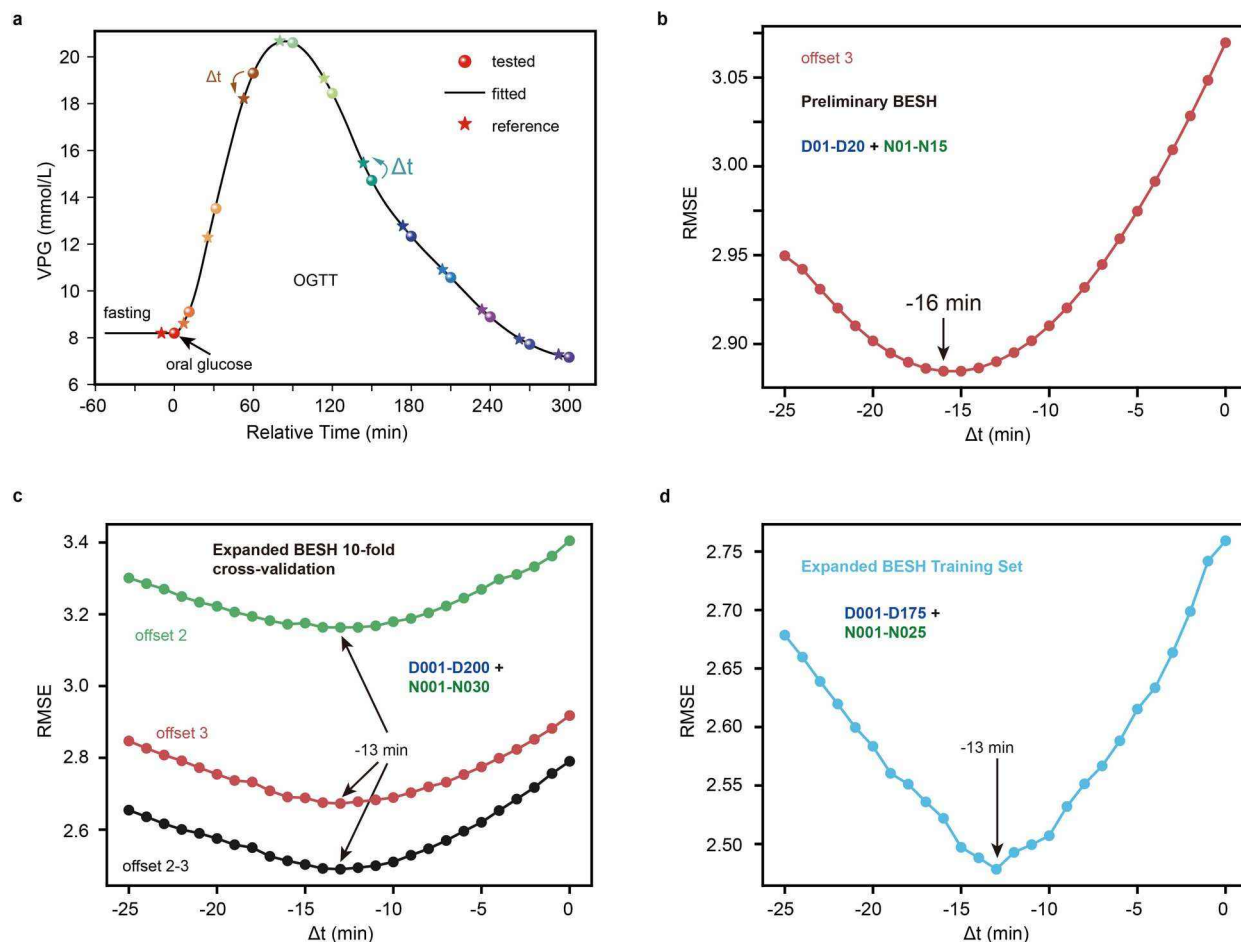 a
20
18
16
14
12
10
8
6
VPG (mmol/L)
Δt
tested
fitted
reference
Δt
OGTT
fasting
oral glucose
-60 0 60 120 180 240 300
Relative Time (min)
b
3.05
3.00
2.95
2.90
RMSE
offset 3
Preliminary BESH
D01-D20 + N01-N15
-16 min
-25 -20 -15 -10 -5 0
Δt (min)
c
3.4
3.2
3.0
2.8
2.6
RMSE
Expanded BESH 10-fold
cross-validation
offset 2
D001-D200 +
N001-N030
offset 3
-13 min
offset 2-3
-25 -20 -15 -10 -5 0
Δt (min)
d
2.75
2.70
2.65
2.60
2.55
2.50
RMSE
Expanded BESH Training Set
D001-D175 +
N001-N025
-13 min
-25 -20 -15 -10 -5 0
Δt (min)